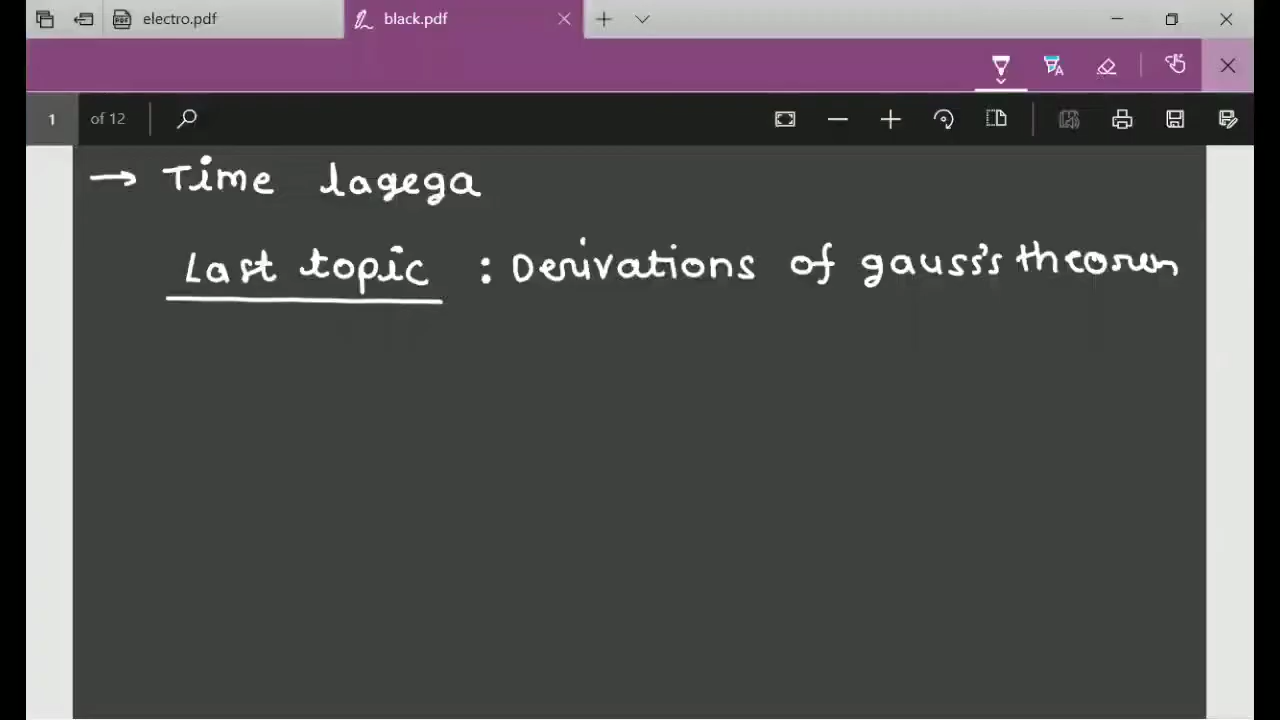 electro.pdf
black.pdf
1 of 12
→ Time lagega
Last topic : Derivations of gauss's theorem